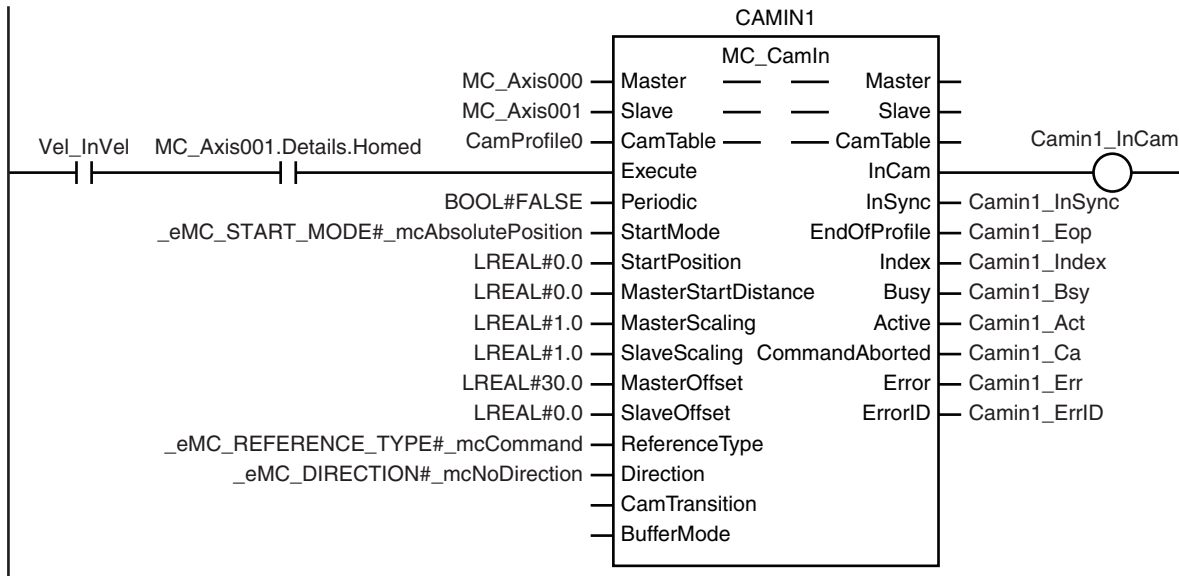 CAMIN1
MC_CamIn
MC_Axis000 Master Master
MC_Axis001 Slave Slave
Vel_InVel MC_Axis001.Details.Homed CamProfile0 CamTable CamTable Camin1_InCam
Execute InCam
BOOL#FALSE Periodic InSync Camin1_InSync
_eMC_START_MODE#_mcAbsolutePosition StartMode EndOfProfile Camin1_Eop
LREAL#0.0 StartPosition Index Camin1_Index
LREAL#0.0 MasterStartDistance Busy Camin1_Bsy
LREAL#1.0 MasterScaling Active Camin1_Act
LREAL#1.0 SlaveScaling CommandAborted Camin1_Ca
LREAL#30.0 MasterOffset Error Camin1_Err
LREAL#0.0 SlaveOffset ErrorID Camin1_ErrID
_eMC_REFERENCE_TYPE#_mcCommand ReferenceType
_eMC_DIRECTION#_mcNoDirection Direction
CamTransition
BufferMode